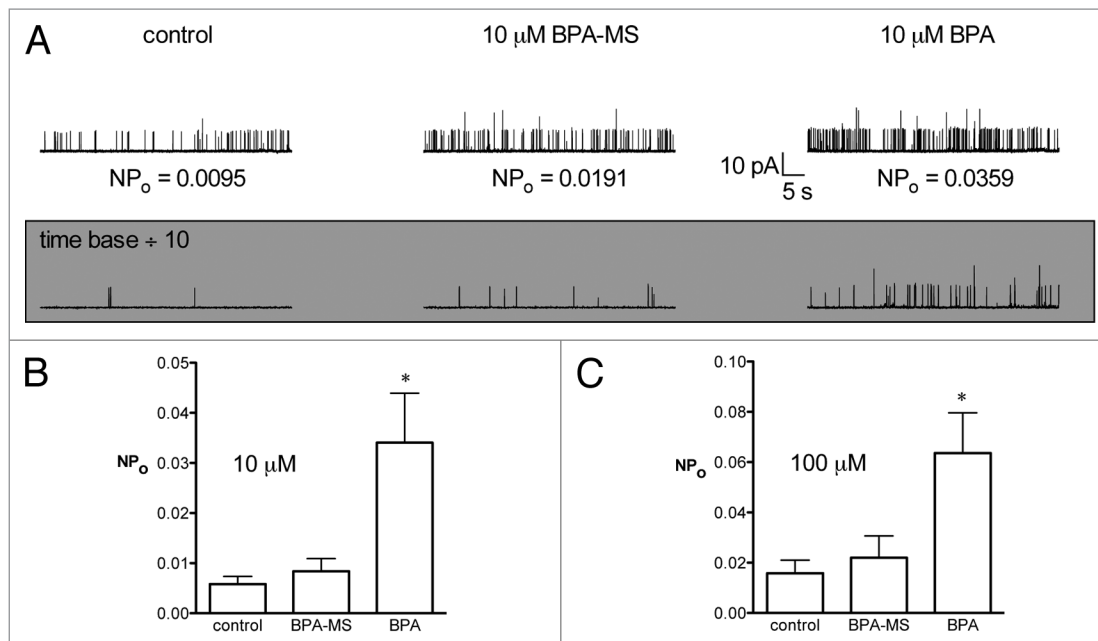 A
control
10 μM BPA-MS
10 μM BPA
NPo = 0.0095
NPo = 0.0191
10 pA
5 s
NPo = 0.0359
time base ÷ 10
B
0.05
0.04
0.03
0.02
0.01
0.00
NPo
10 μM
*
control
BPA-MS
BPA
C
0.10
0.08
0.06
0.04
0.02
0.00
NPo
100 μM
*
control
BPA-MS
BPA